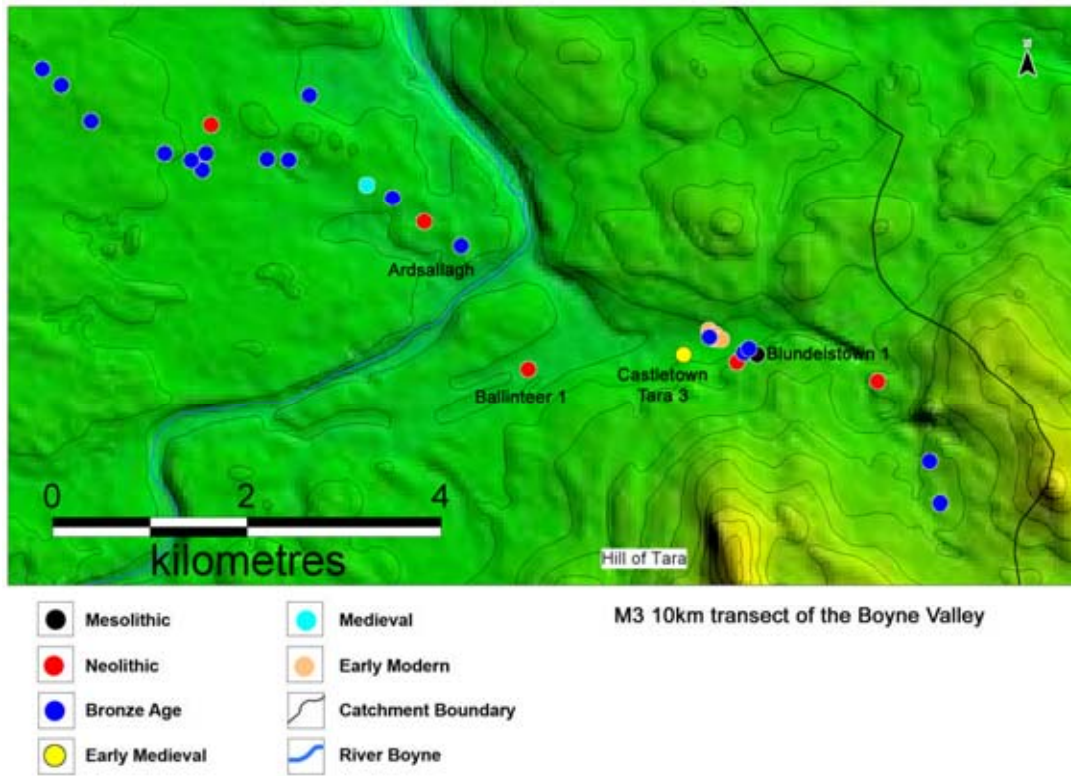 Ardsallagh
Blundelstown 1
Castletown
Tara 3
Ballinteer 1
0 2 4
kilometres
Hill of Tara
Mesolithic
Neolithic
Bronze Age
Early Medieval
Medieval
Early Modern
Catchment Boundary
River Boyne
M3 10km transect of the Boyne Valley